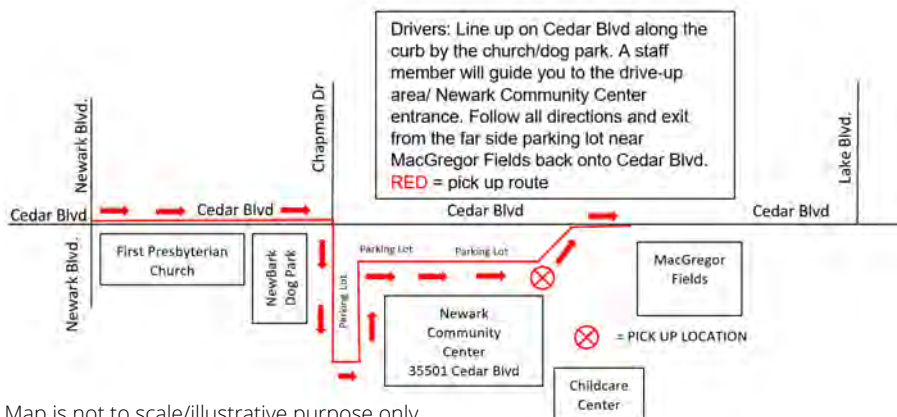 Drivers: Line up on Cedar Blvd along the
curb by the church/dog park. A staff
member will guide you to the drive-up
area/ Newark Community Center
entrance. Follow all directions and exit
from the far side parking lot near
MacGregor Fields back onto Cedar Blvd.
RED = pick up route
Newark Blvd.
Chapman Dr
Lake Blvd.
Cedar Blvd
Cedar Blvd
Cedar Blvd
Cedar Blvd
Newark Blvd.
First Presbyterian
Church
NewBark
Dog Park
Parking Lot
Parking Lot
Parking Lot
MacGregor
Fields
Newark
Community
Center
35501 Cedar Blvd
= PICK UP LOCATION
Childcare
Center
Map is not to scale/illustrative purpose only